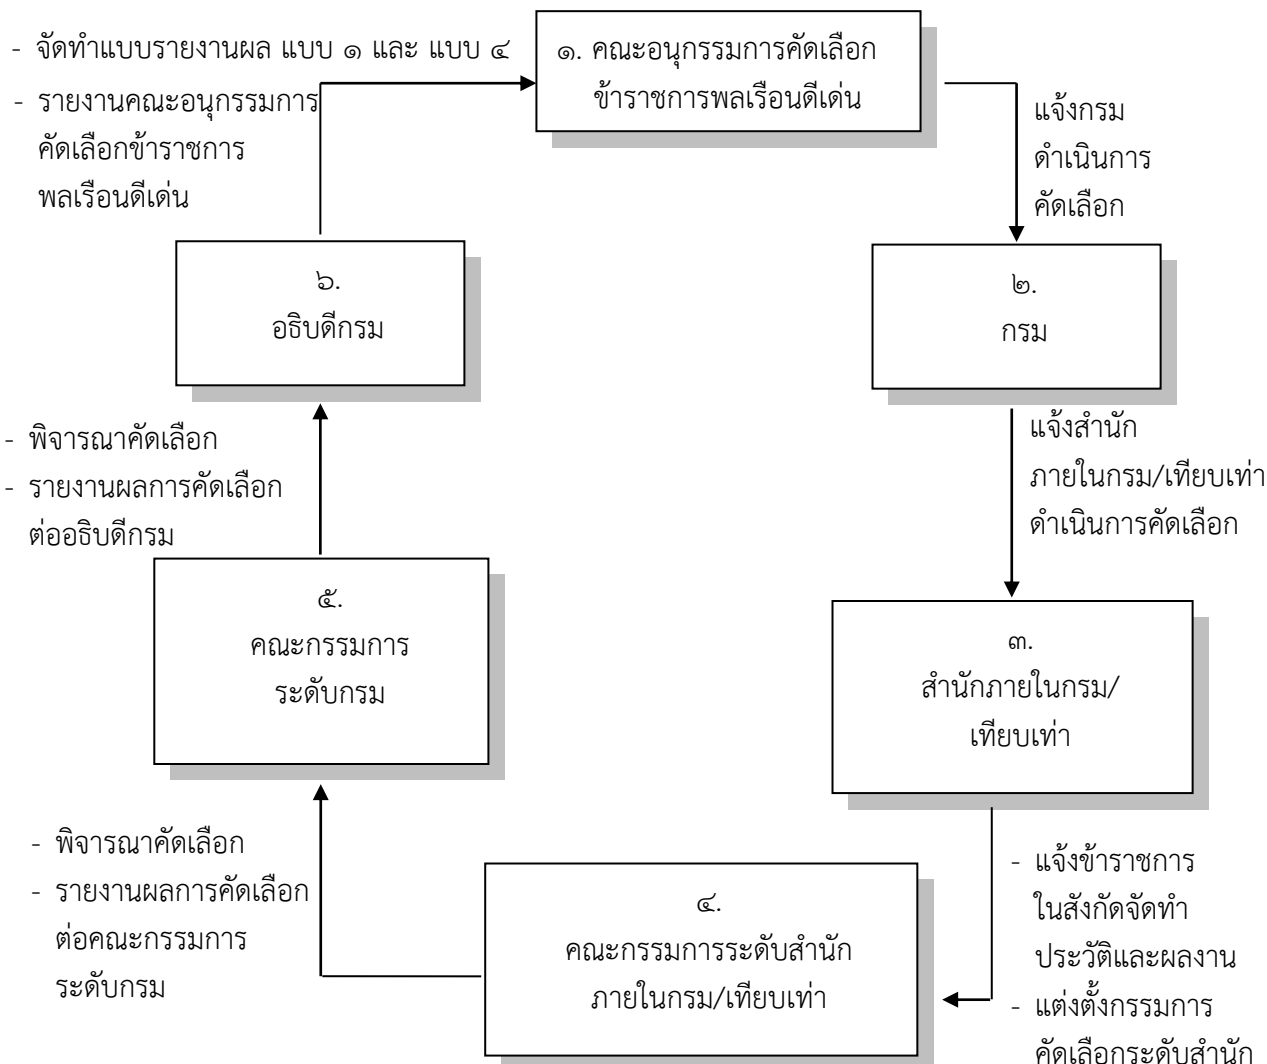 - จัดทำแบบรายงานผล แบบ ๑ และ แบบ ๔
- รายงานคณะอนุกรรมการ
คัดเลือกข้าราชการ
พลเรือนดีเด่น
๑. คณะอนุกรรมการคัดเลือก
ข้าราชการพลเรือนดีเด่น
แจ้งกรม
ดำเนินการ
คัดเลือก
๒.
กรม
แจ้งสำนัก
ภายในกรม/เทียบเท่า
ดำเนินการคัดเลือก
๓.
สำนักภายในกรม/
เทียบเท่า
- แจ้งข้าราชการ
ในสังกัดจัดทำ
ประวัติและผลงาน
- แต่งตั้งกรรมการ
คัดเลือกระดับสำนัก
๔.
คณะกรรมการระดับสำนัก
ภายในกรม/เทียบเท่า
- พิจารณาคัดเลือก
- รายงานผลการคัดเลือก
ต่อคณะกรรมการ
ระดับกรม
๕.
คณะกรรมการ
ระดับกรม
- พิจารณาคัดเลือก
- รายงานผลการคัดเลือก
ต่ออธิบดีกรม
๖.
อธิบดีกรม